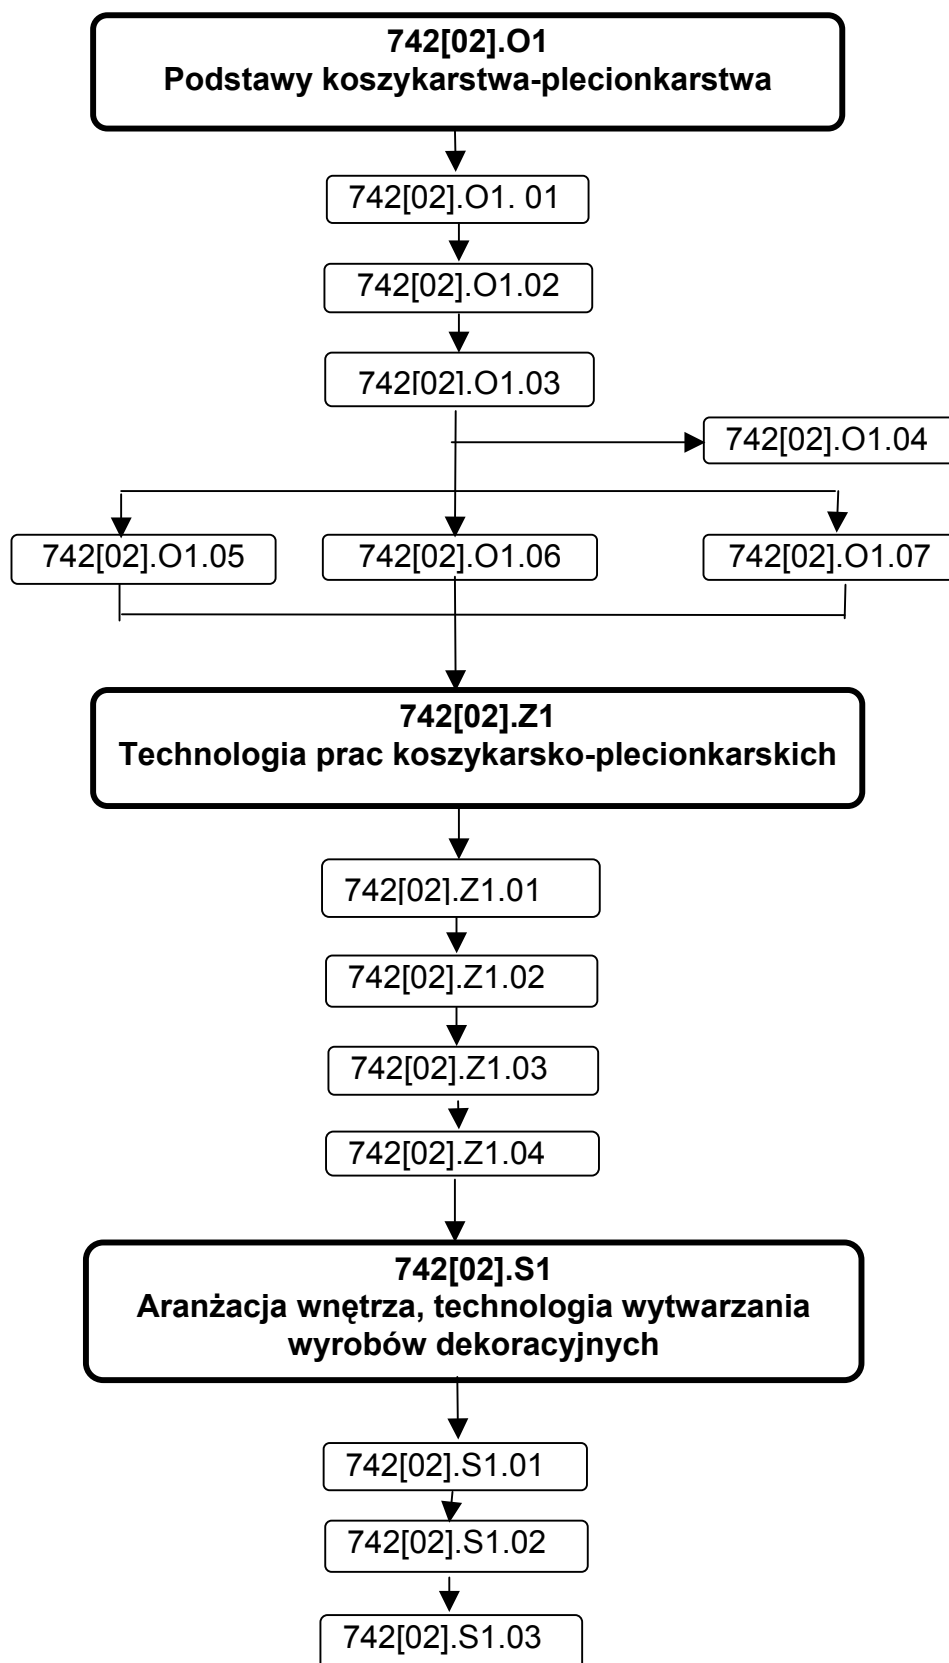 742[02].O1
Podstawy koszykarstwa-plecionkarstwa
742[02].O1. 01
742[02].O1.02
742[02].O1.03
742[02].O1.04
742[02].O1.05
742[02].O1.06
742[02].O1.07
742[02].Z1
Technologia prac koszykarsko-plecionkarskich
742[02].Z1.01
742[02].Z1.02
742[02].Z1.03
742[02].Z1.04
742[02].S1
Aranżacja wnętrza, technologia wytwarzania
wyrobów dekoracyjnych
742[02].S1.01
742[02].S1.02
742[02].S1.03